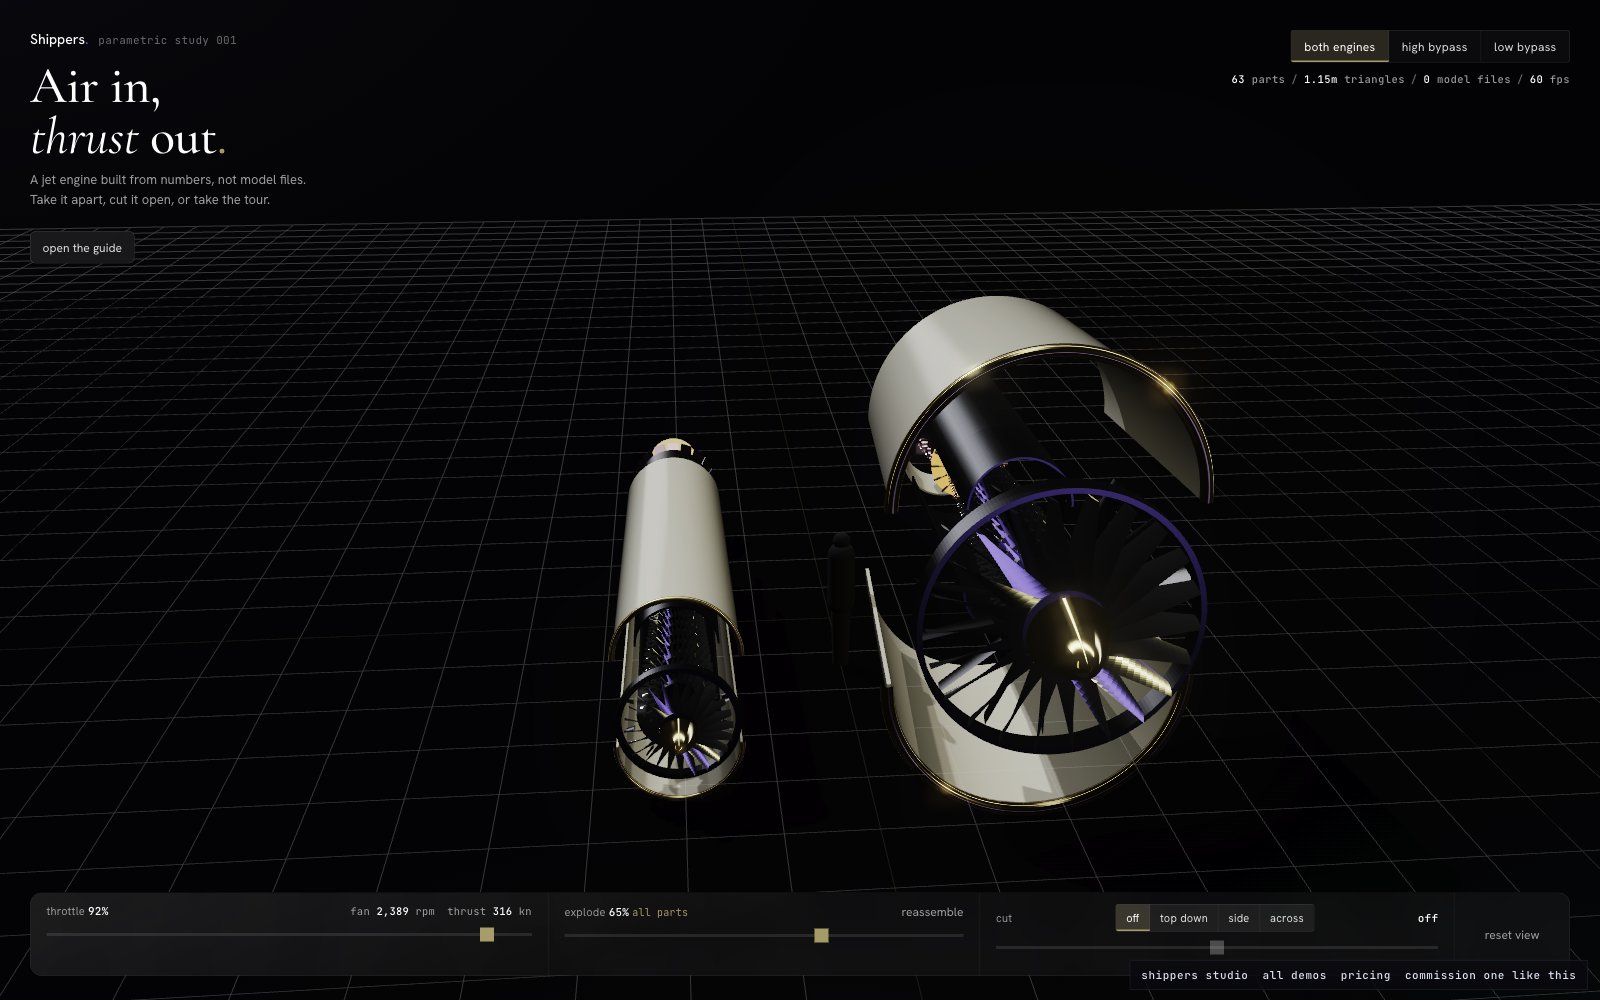 Shippers. parametric study 001
Air in,
thrust out.
A jet engine built from numbers, not model files.
Take it apart, cut it open, or take the tour.
open the guide
both engines high bypass low bypass
63 parts / 1.15m triangles / 0 model files / 60 fps
throttle 92% fan 2,389 rpm thrust 316 kn
explode 65% all parts reassemble
cut off top down side across off
reset view
shippers studio all demos pricing commission one like this